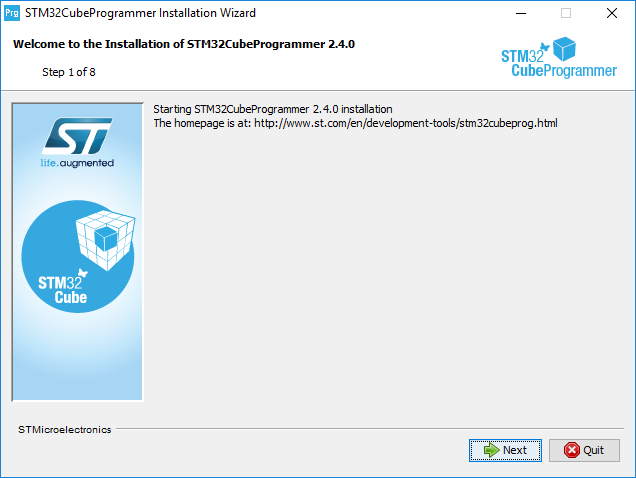 Prg STM32CubeProgrammer Installation Wizard
Welcome to the Installation of STM32CubeProgrammer 2.4.0
Step 1 of 8
STM32
CubeProgrammer
Starting STM32CubeProgrammer 2.4.0 installation
The homepage is at: http://www.st.com/en/development-tools/stm32cubeprog.html
ST
life.augmented
STM32
Cube
STMicroelectronics
Next
Quit